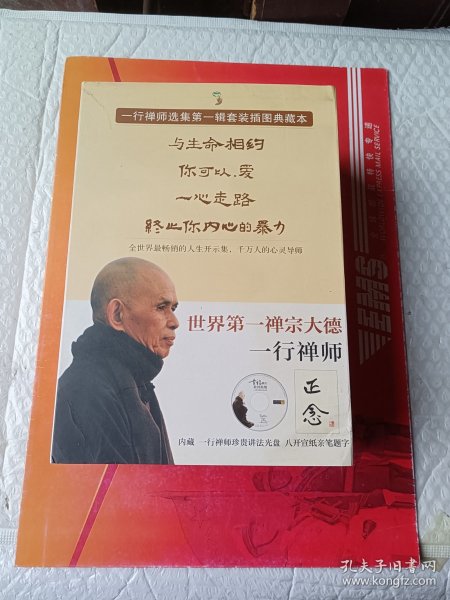 一行禅师选集第一辑套装插图典藏本
与生命相约
你可以,爱
一心走路
终止你内心的暴力
全世界最畅销的人生开示集,千万人的心灵导师
世界第一禅宗大德
一行禅师
正念
内藏 一行禅师珍贵讲法光盘 八开宣纸亲笔题字
EXPRESS MAIL SERVICE
孔夫子旧书网
www.kongfz.com